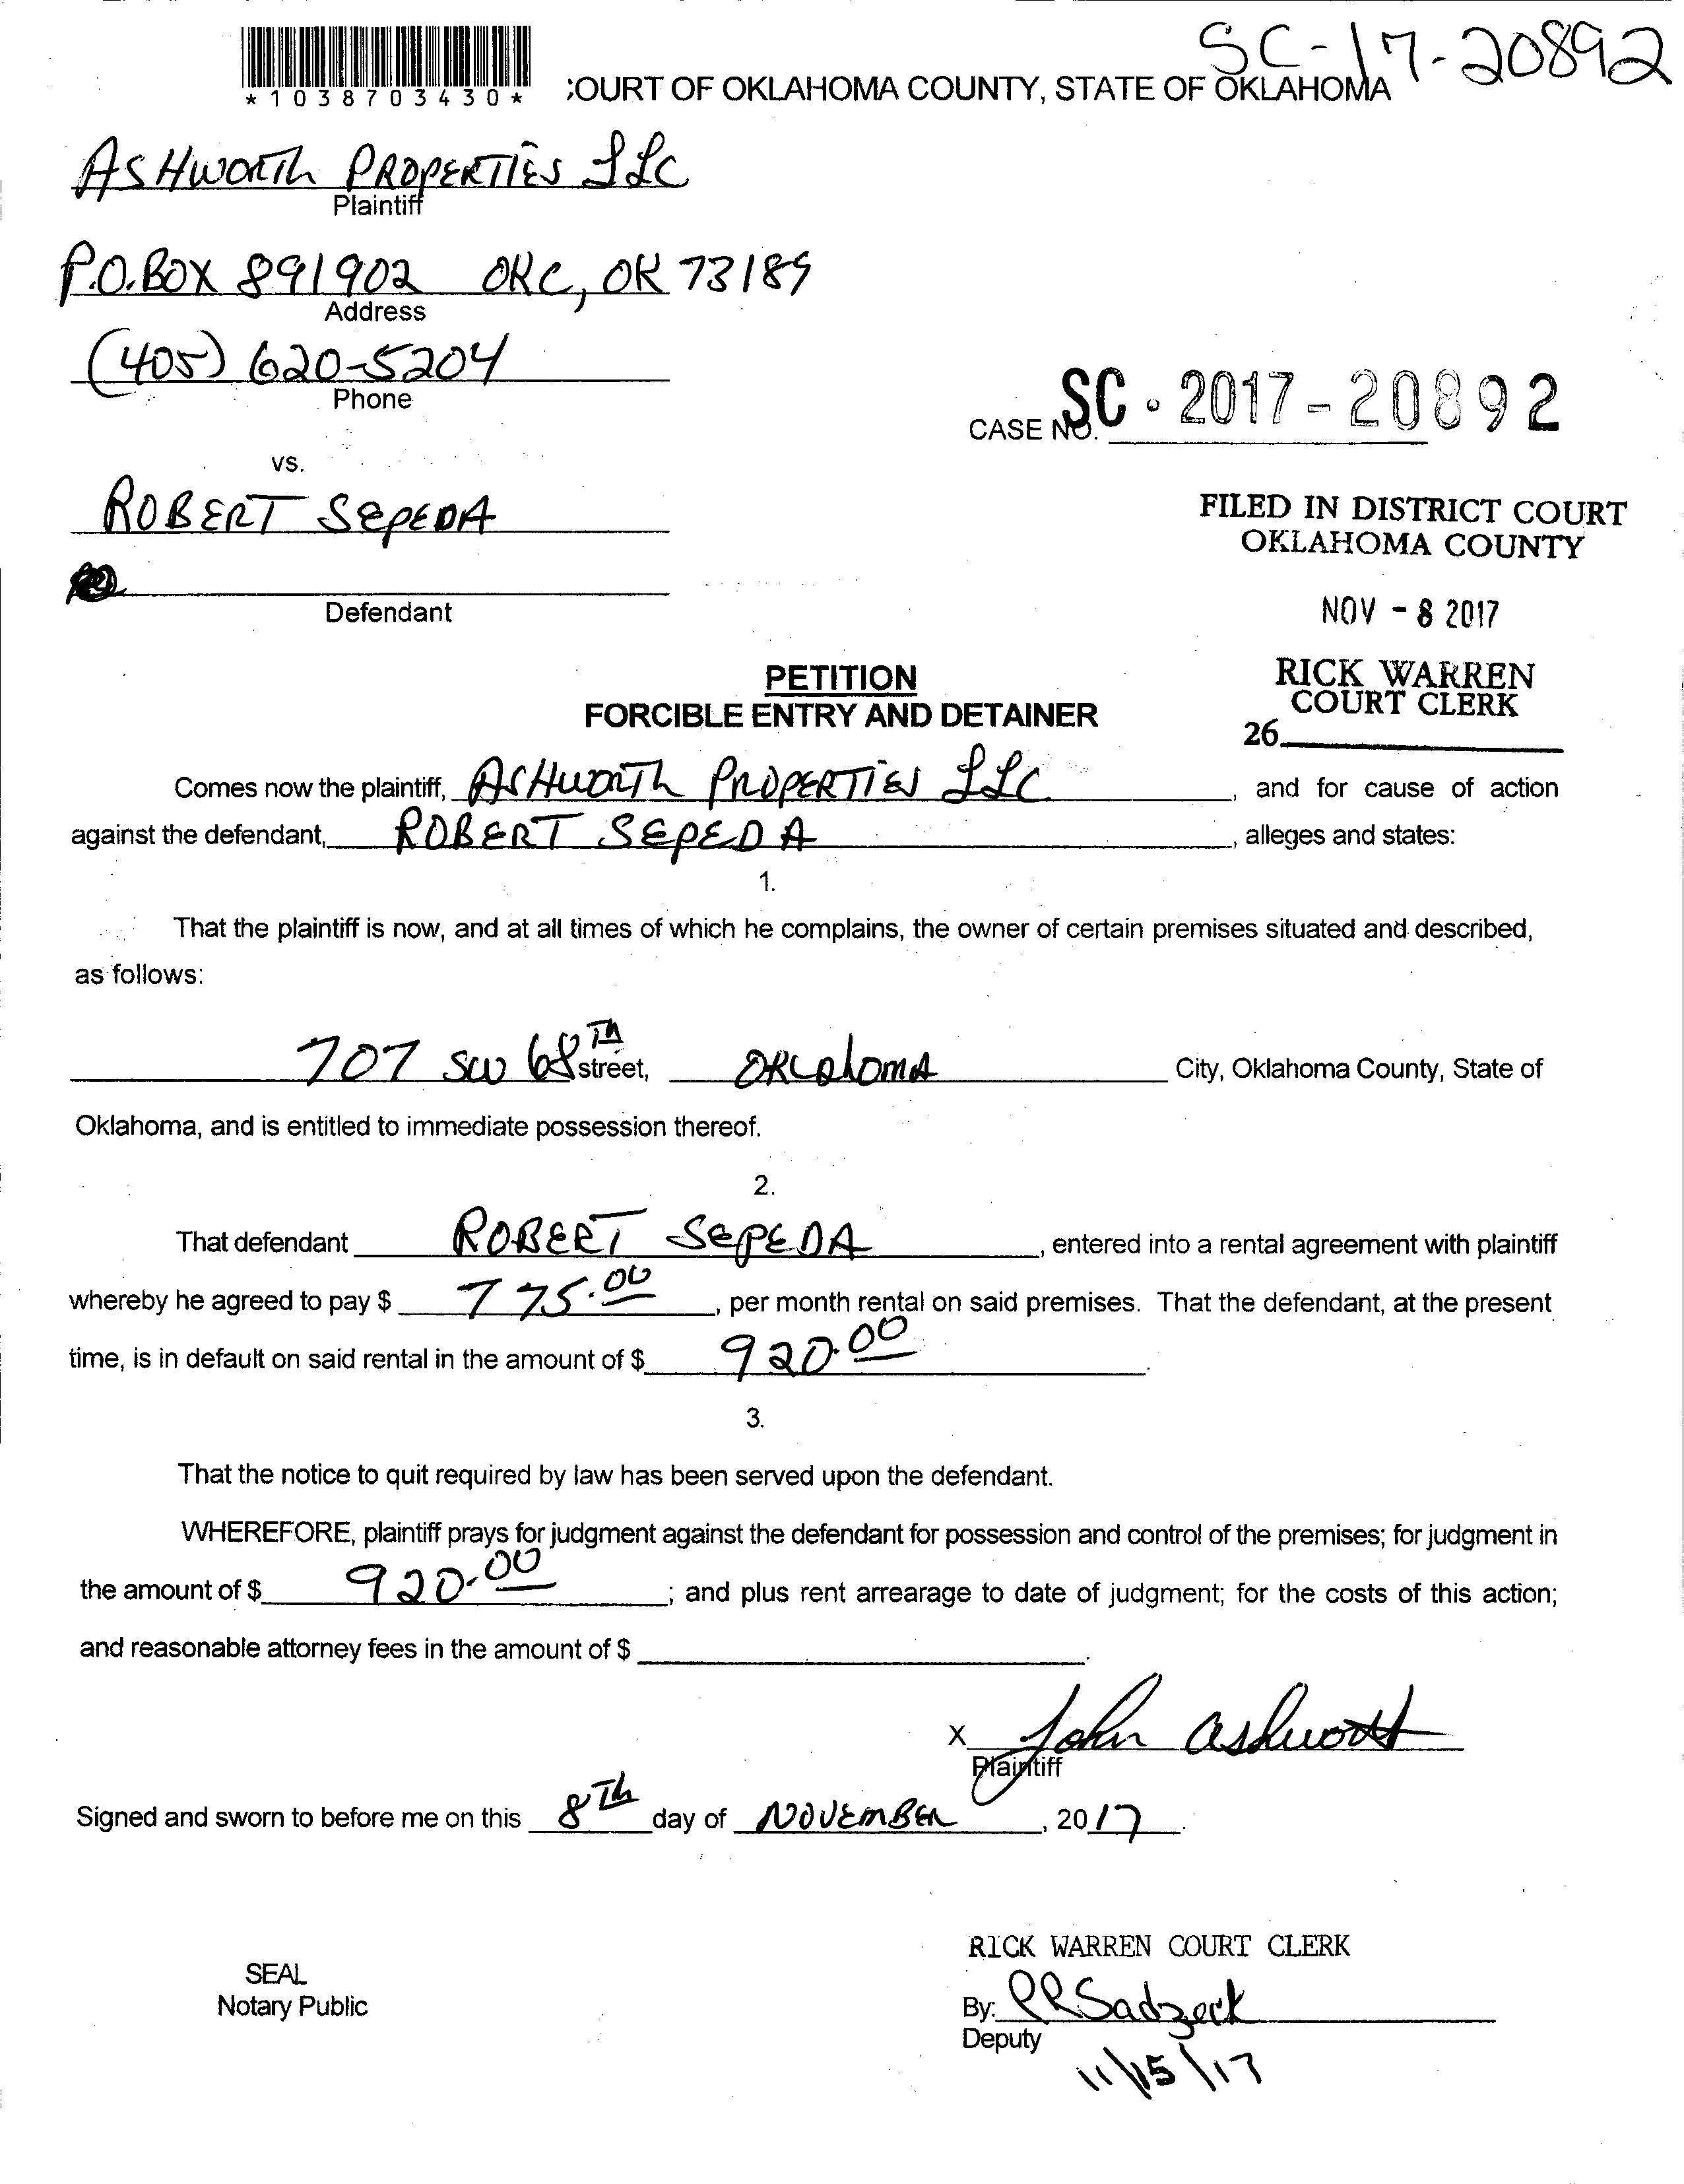 SC-17-20892
*1038703430*
:OURT OF OKLAHOMA COUNTY, STATE OF OKLAHOMA
ASHWORTH PROPERTIES LLC
Plaintiff
P.O. BOX 891902 OKC, OK 73189
Address
(405) 620-5204
Phone
CASE NO. SC - 2017 - 20892
vs.
ROBERT SEPEDA
FILED IN DISTRICT COURT
OKLAHOMA COUNTY
Defendant
NOV - 8 2017
PETITION
FORCIBLE ENTRY AND DETAINER
RICK WARREN
COURT CLERK
26
Comes now the plaintiff, ASHWORTH PROPERTIES LLC, and for cause of action
against the defendant, ROBERT SEPEDA, alleges and states:
1.
That the plaintiff is now, and at all times of which he complains, the owner of certain premises situated and described,
as follows:
707 SW 68TH street, OKLAHOMA City, Oklahoma County, State of
Oklahoma, and is entitled to immediate possession thereof.
2.
That defendant ROBERT SEPEDA, entered into a rental agreement with plaintiff
whereby he agreed to pay $ 775.00, per month rental on said premises. That the defendant, at the present
time, is in default on said rental in the amount of $ 920.00.
3.
That the notice to quit required by law has been served upon the defendant.
WHEREFORE, plaintiff prays for judgment against the defendant for possession and control of the premises; for judgment in
the amount of $ 920.00; and plus rent arrearage to date of judgment; for the costs of this action;
and reasonable attorney fees in the amount of $.
X John Ashworth
Plaintiff
Signed and sworn to before me on this 8Th day of NOVEMBER, 2017.
RICK WARREN COURT CLERK
SEAL
Notary Public
By: RRSadzeck
Deputy
11/15/17